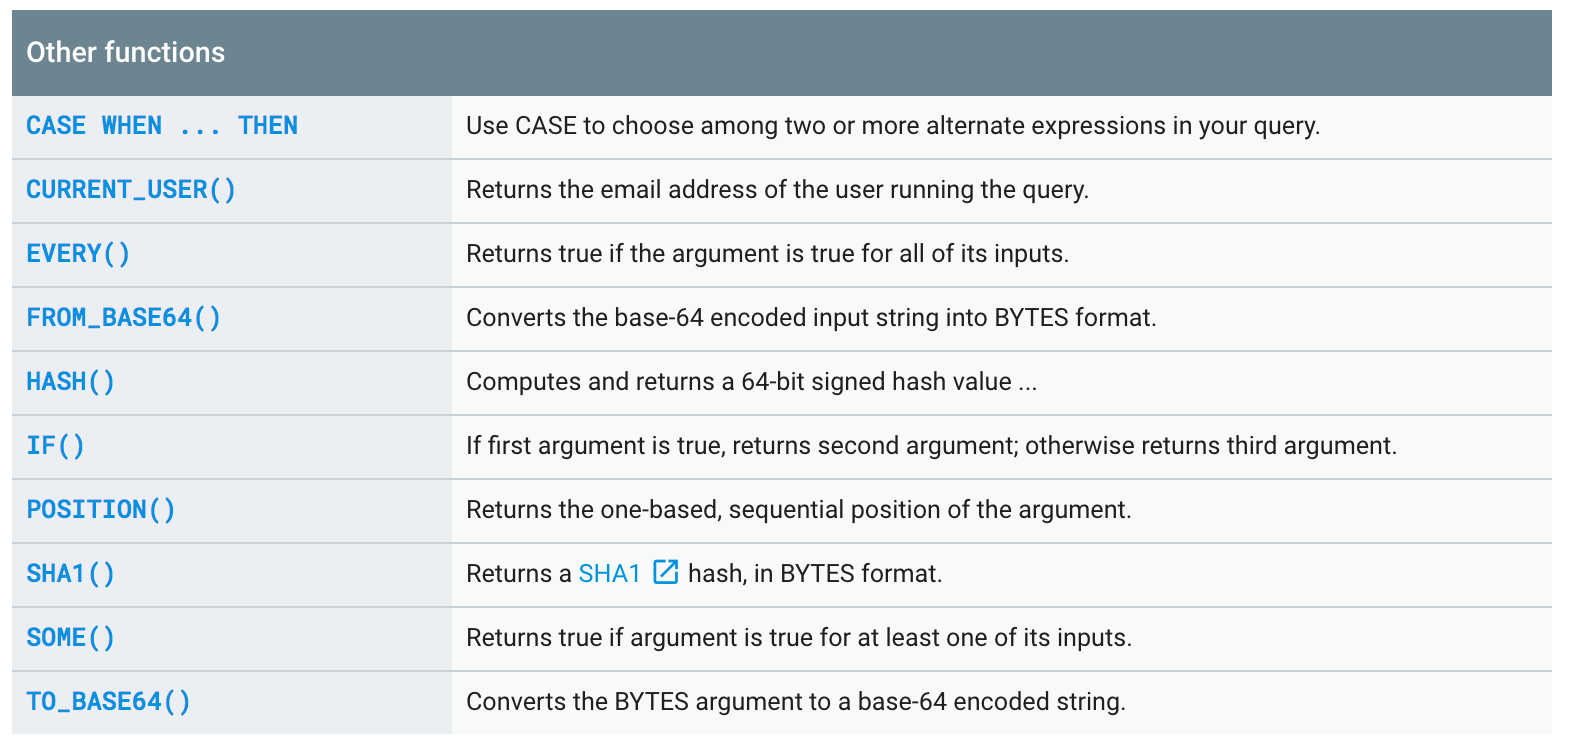 Other functions
CASE WHEN ... THEN Use CASE to choose among two or more alternate expressions in your query.
CURRENT_USER() Returns the email address of the user running the query.
EVERY() Returns true if the argument is true for all of its inputs.
FROM_BASE64() Converts the base-64 encoded input string into BYTES format.
HASH() Computes and returns a 64-bit signed hash value ...
IF() If first argument is true, returns second argument; otherwise returns third argument.
POSITION() Returns the one-based, sequential position of the argument.
SHA1() Returns a SHA1 hash, in BYTES format.
SOME() Returns true if argument is true for at least one of its inputs.
TO_BASE64() Converts the BYTES argument to a base-64 encoded string.